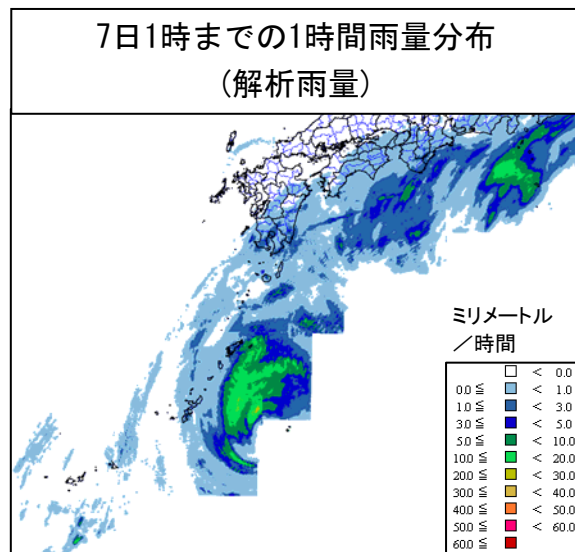 7日1時までの1時間雨量分布
(解析雨量)
ミリメートル
/時間
< 0.0
0.0 ≦ < 1.0
1.0 ≦ < 3.0
3.0 ≦ < 5.0
5.0 ≦ < 10.0
10.0 ≦ < 20.0
20.0 ≦ < 30.0
30.0 ≦ < 40.0
40.0 ≦ < 50.0
50.0 ≦ < 60.0
60.0 ≦